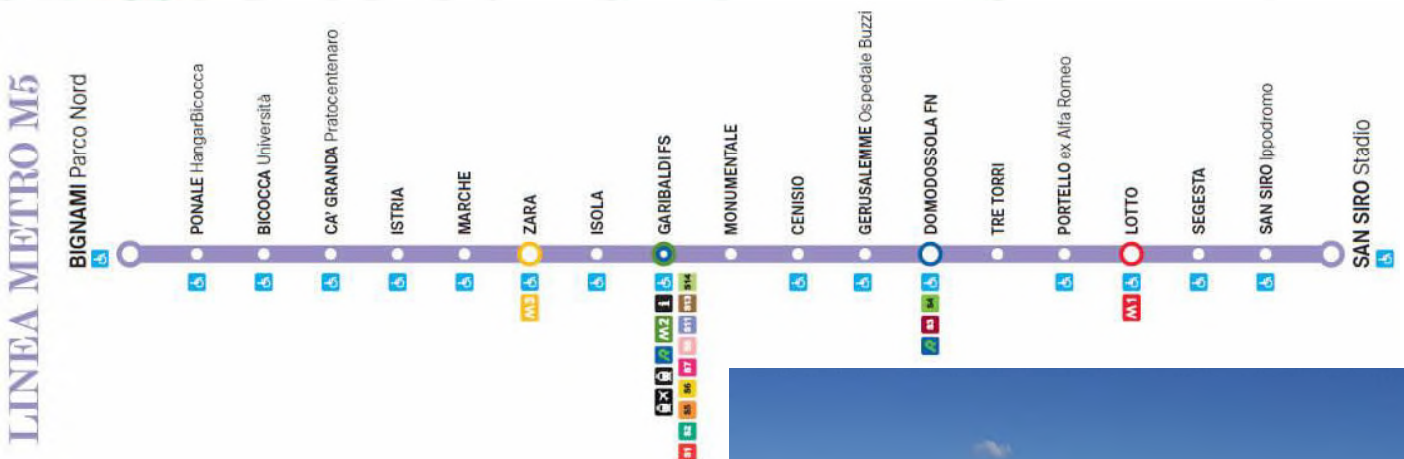 LINEA METRO M5
BIGNAMI Parco Nord
PONALE HangarBicocca
BICOCCA Università
CA' GRANDA Pratocentenaro
ISTRIA
MARCHE
ZARA
M3
ISOLA
GARIBALDI FS
M2 i
S1 S2 S5 S6 S7 S8 S11 S13 S14
MONUMENTALE
CENISIO
GERUSALEMME Ospedale Buzzi
DOMODOSSOLA FN
R S3 S4
TRE TORRI
PORTELLO ex Alfa Romeo
LOTTO
M1
SEGESTA
SAN SIRO Ippodromo
SAN SIRO Stadio